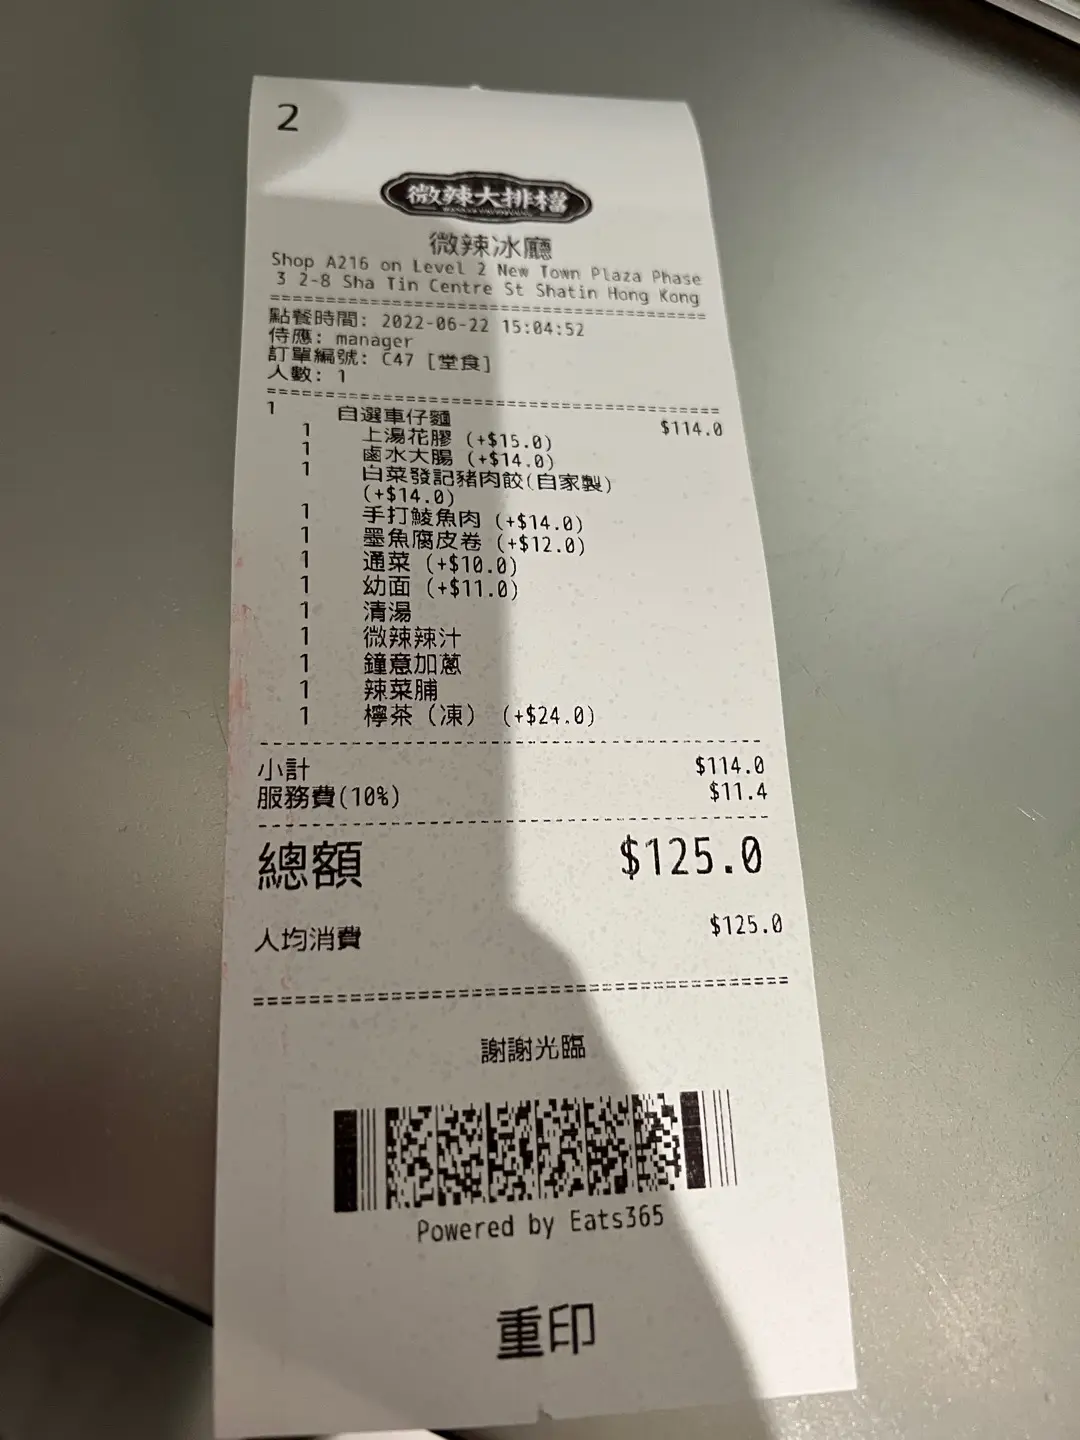 2
微辣大排檔
微辣冰廳
Shop A216 on Level 2 New Town Plaza Phase
3 2-8 Sha Tin Centre St Shatin Hong Kong
點餐時間: 2022-06-22 15:04:52
侍應: manager
訂單編號: C47 [堂食]
人數: 1
1 自選車仔麵 $114.0
1 上湯花膠 (+$15.0)
1 鹵水大腸 (+$14.0)
1 白菜發記豬肉餃(自家製)
(+$14.0)
1 手打鯪魚肉 (+$14.0)
1 墨魚腐皮卷 (+$12.0)
1 通菜 (+$10.0)
1 幼面 (+$11.0)
1 清湯
1 微辣辣汁
1 鐘意加蔥
1 辣菜脯
1 檸茶（凍） (+$24.0)
小計 $114.0
服務費(10%) $11.4
總額 $125.0
人均消費 $125.0
謝謝光臨
Powered by Eats365
重印